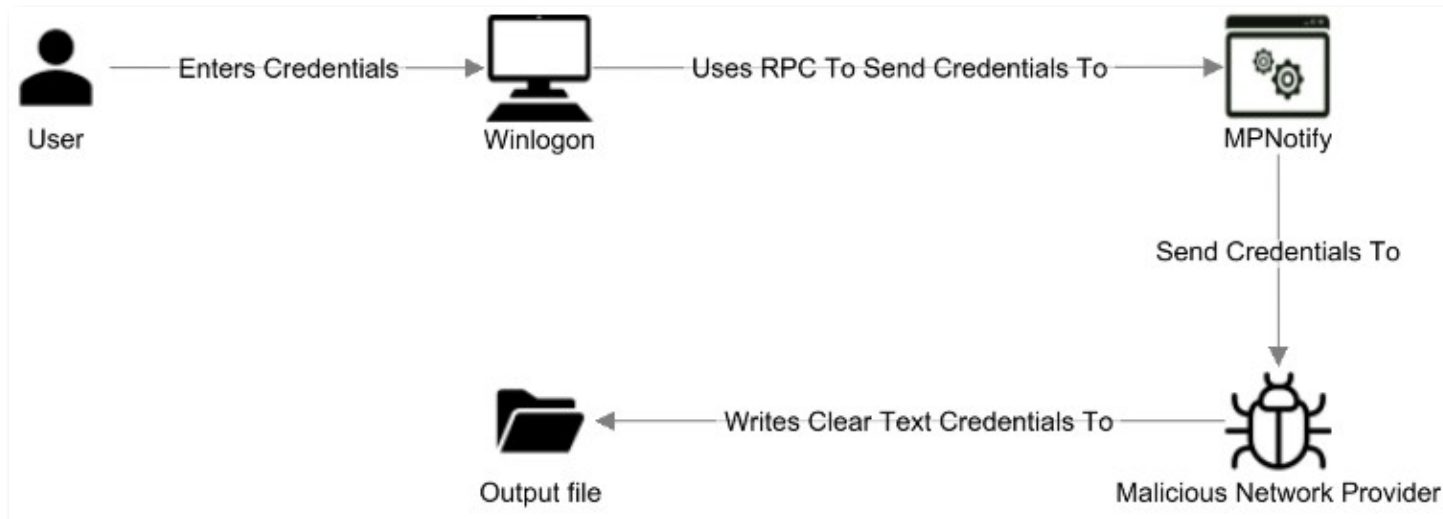 Enters Credentials
Uses RPC To Send Credentials To
User
Winlogon
MPNotify
Send Credentials To
Writes Clear Text Credentials To
Output file
Malicious Network Provider